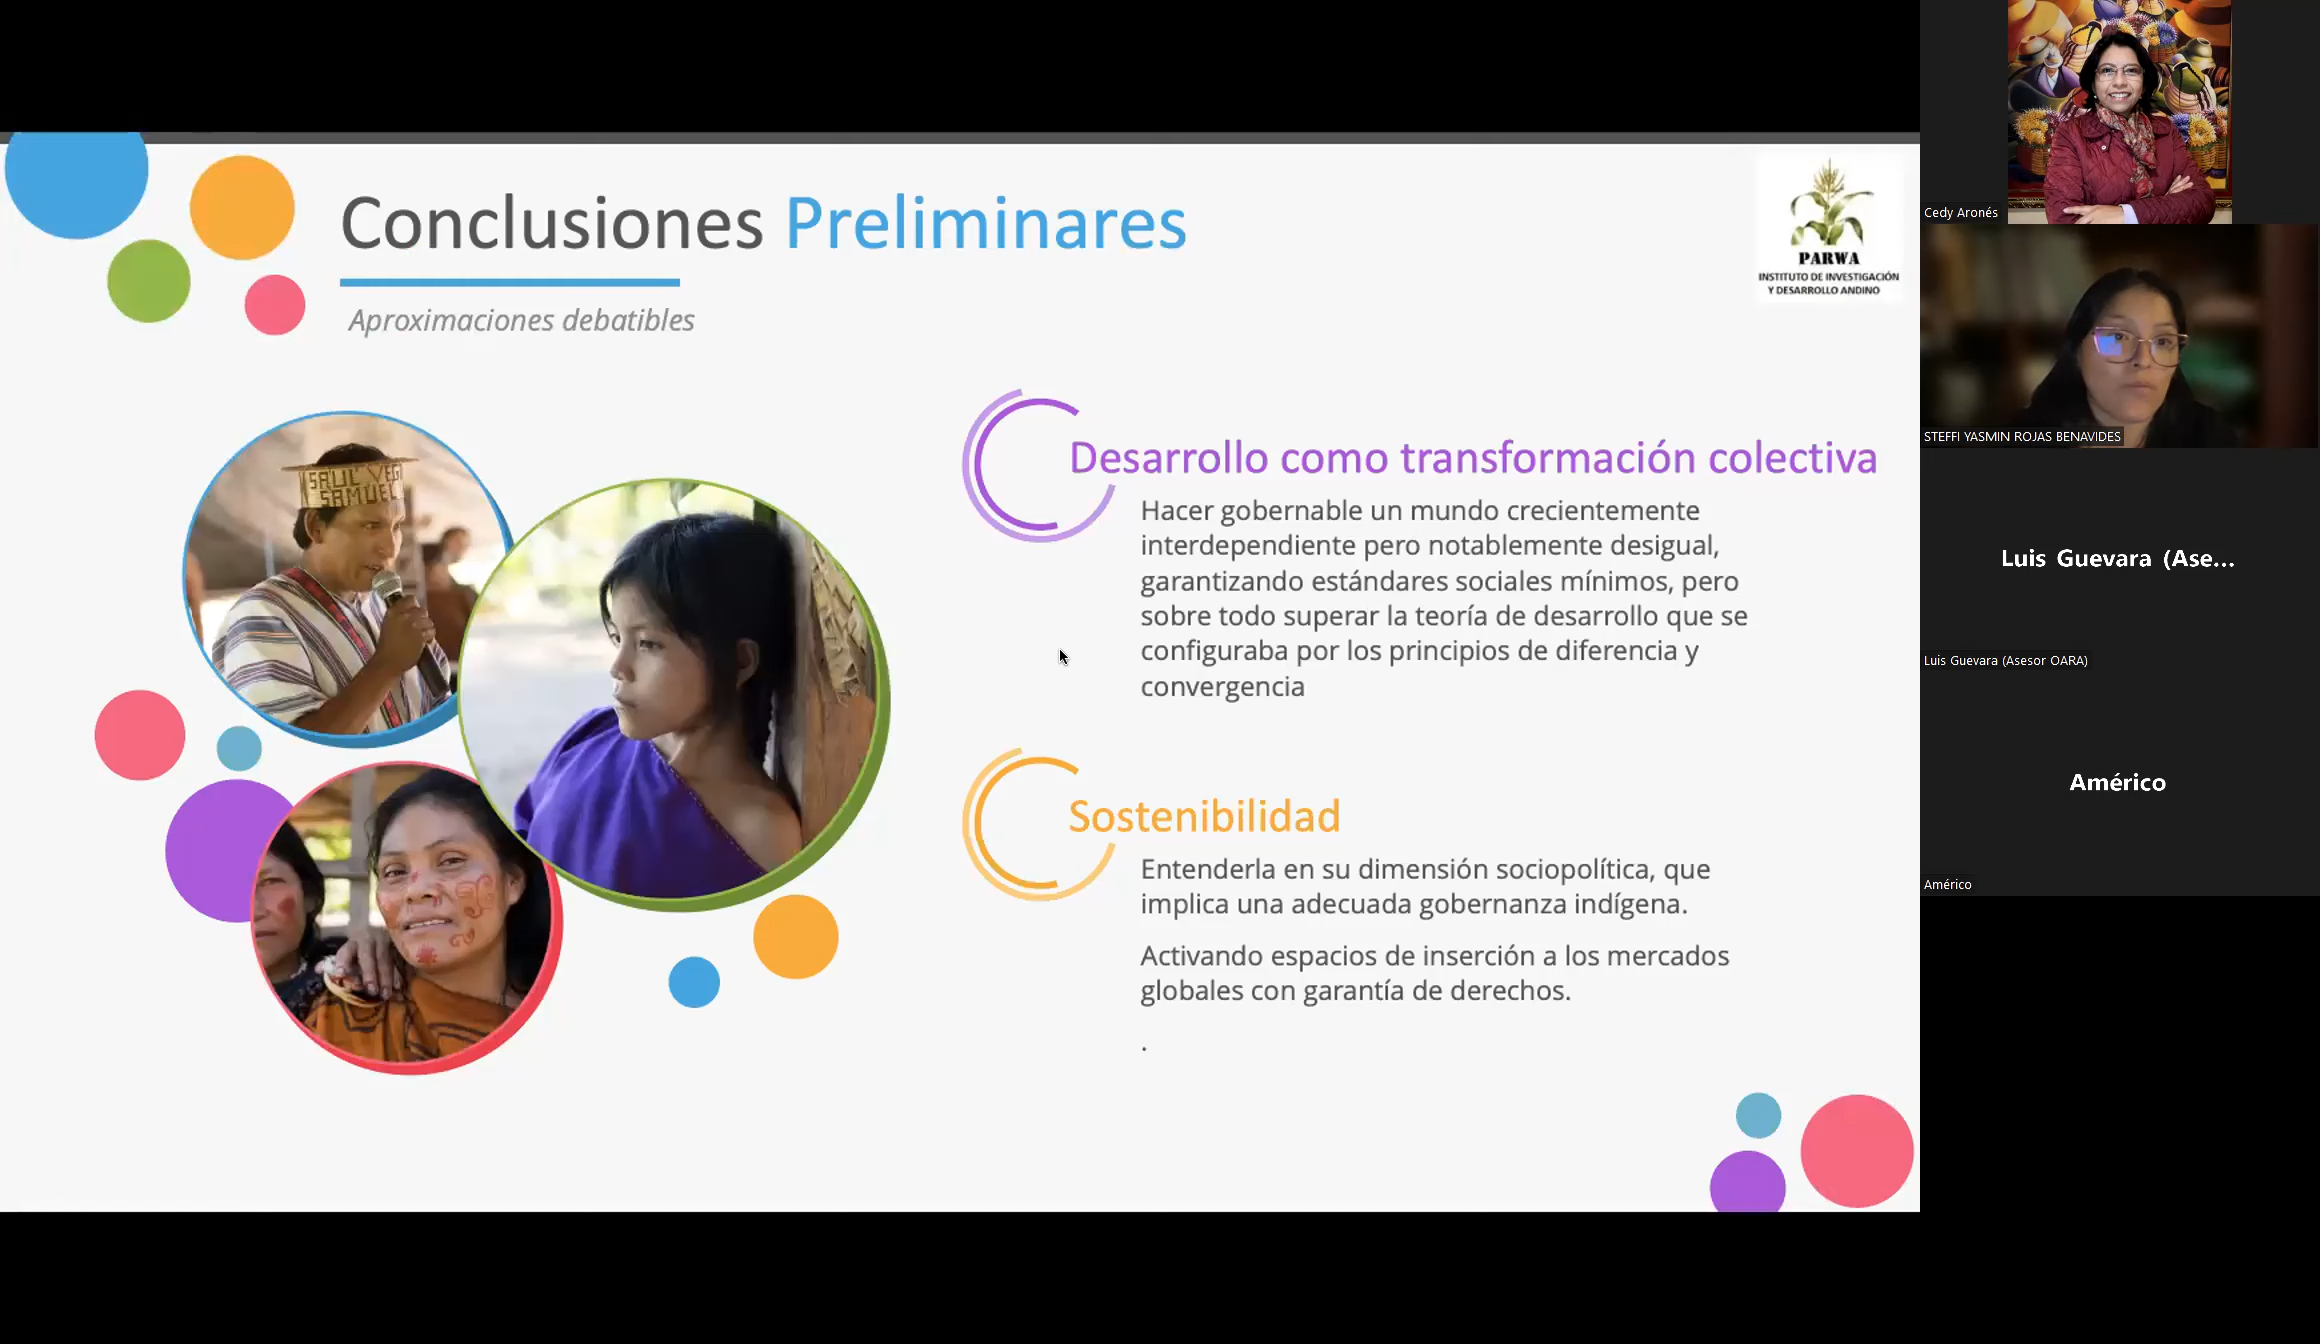 Conclusiones Preliminares
Aproximaciones debatibles
PARWA
INSTITUTO DE INVESTIGACIÓN
Y DESARROLLO ANDINO
SAUL VEGA
SAMUEL
Desarrollo como transformación colectiva
Hacer gobernable un mundo crecientemente
interdependiente pero notablemente desigual,
garantizando estándares sociales mínimos, pero
sobre todo superar la teoría de desarrollo que se
configuraba por los principios de diferencia y
convergencia
Sostenibilidad
Entenderla en su dimensión sociopolítica, que
implica una adecuada gobernanza indígena.
Activando espacios de inserción a los mercados
globales con garantía de derechos.
.
Cedy Aronés
STEFFI YASMIN ROJAS BENAVIDES
Luis Guevara (Ase...
Luis Guevara (Asesor OARA)
Américo
Américo